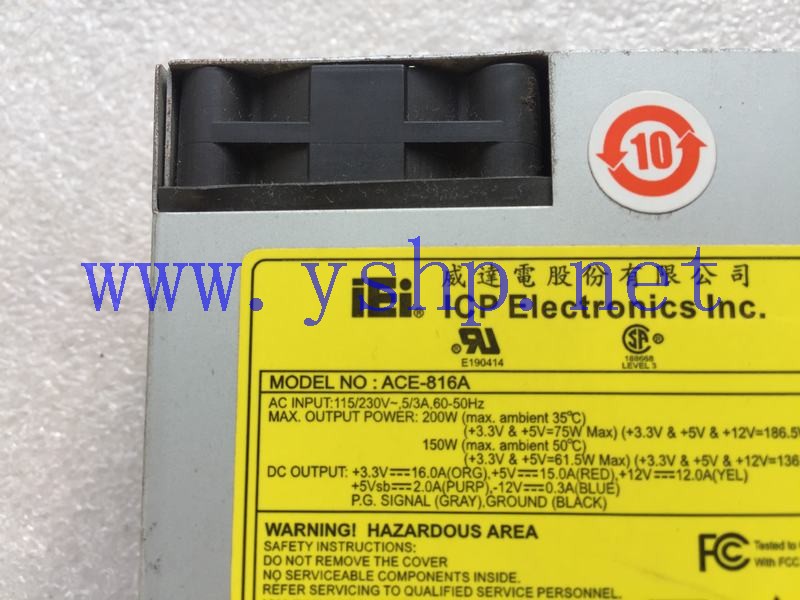 10
www.yshp.net
威達電股份有限公司
iEi® ICP Electronics Inc.
E190414
188668
LEVEL 3
MODEL NO : ACE-816A
AC INPUT:115/230V~,5/3A,60-50Hz
MAX. OUTPUT POWER: 200W (max. ambient 35℃)
(+3.3V & +5V=75W Max) (+3.3V & +5V & +12V=186.5W
150W (max. ambient 50℃)
(+3.3V & +5V=61.5W Max) (+3.3V & +5V & +12V=136
DC OUTPUT: +3.3V⎓16.0A(ORG),+5V⎓15.0A(RED),+12V⎓12.0A(YEL)
+5Vsb⎓2.0A(PURP),-12V⎓0.3A(BLUE)
P.G. SIGNAL (GRAY),GROUND (BLACK)
WARNING! HAZARDOUS AREA
SAFETY INSTRUCTIONS:
DO NOT REMOVE THE COVER
NO SERVICEABLE COMPONENTS INSIDE.
REFER SERVICING TO QUALIFIED SERVICE PERSONNEL.
FC Tested to
With FCC